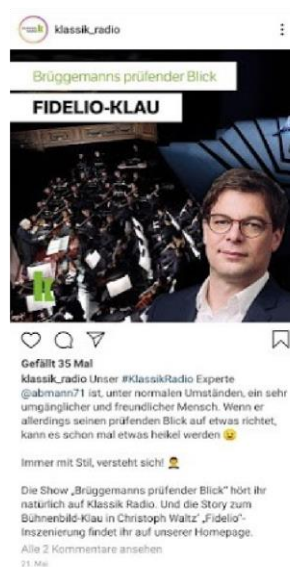 klassik_radio
Brüggemanns prüfender Blick
FIDELIO-KLAU
k
Gefällt 35 Mal
klassik_radio Unser #KlassikRadio Experte
@abmann71 ist, unter normalen Umständen, ein sehr
umgänglicher und freundlicher Mensch. Wenn er
allerdings seinen prüfenden Blick auf etwas richtet,
kann es schon mal etwas heikel werden 😉
Immer mit Stil, versteht sich! 🤵
Die Show „Brüggemanns prüfender Blick" hört ihr
natürlich auf Klassik Radio. Und die Story zum
Bühnenbild-Klau in Christoph Waltz' „Fidelio"-
Inszenierung findet ihr auf unserer Homepage.
Alle 2 Kommentare ansehen
21. Mai